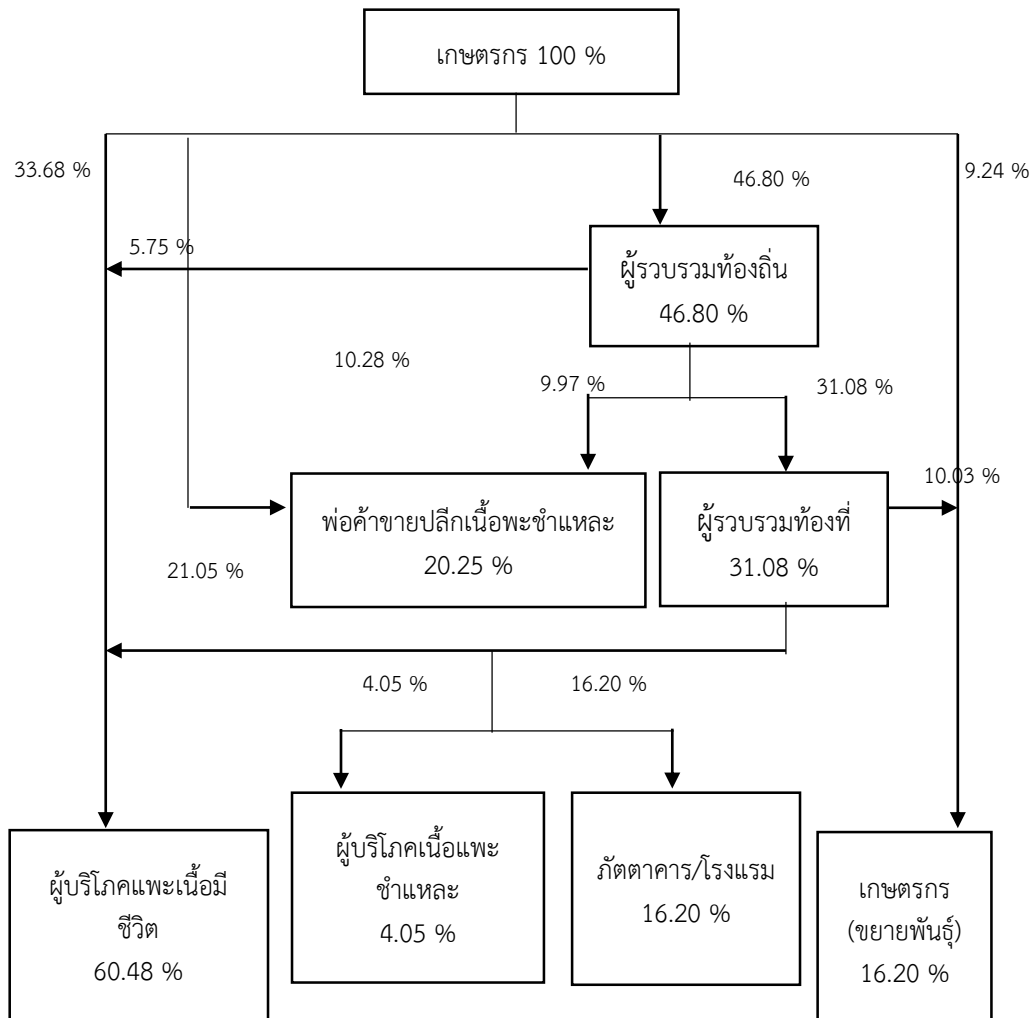 เกษตรกร 100 %
33.68 %
46.80 %
9.24 %
5.75 %
ผู้รวบรวมท้องถิ่น
46.80 %
10.28 %
9.97 %
31.08 %
10.03 %
พ่อค้าขายปลีกเนื้อพะชำแหละ
20.25 %
ผู้รวบรวมท้องที่
31.08 %
21.05 %
4.05 %
16.20 %
ผู้บริโภคแพะเนื้อมี
ชีวิต
60.48 %
ผู้บริโภคเนื้อแพะ
ชำแหละ
4.05 %
ภัตตาคาร/โรงแรม
16.20 %
เกษตรกร
(ขยายพันธุ์)
16.20 %